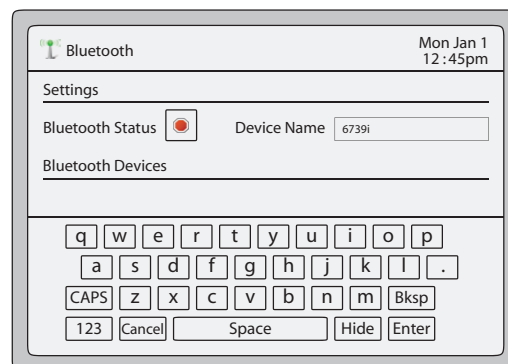 Bluetooth
Mon Jan 1
12:45pm
Settings
Bluetooth Status
Device Name
6739i
Bluetooth Devices
q w e r t y u i o p
a s d f g h j k l .
CAPS z x c v b n m Bksp
123 Cancel Space Hide Enter